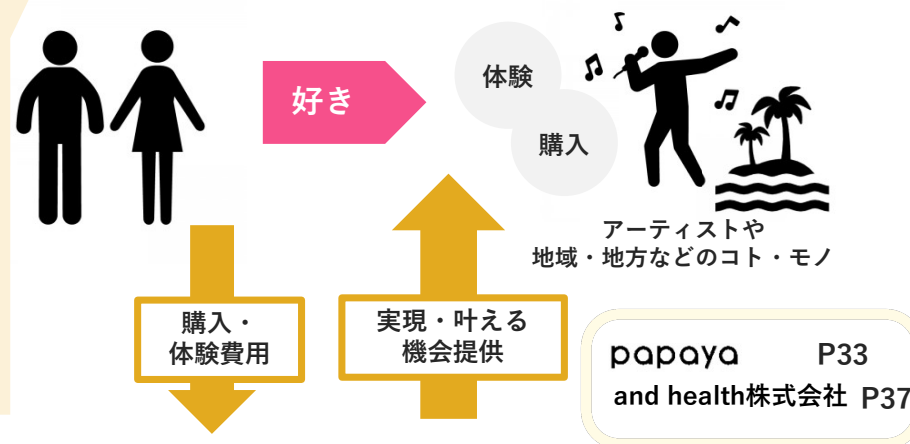 好き
体験
購入
アーティストや
地域・地方などのコト・モノ
購入・
体験費用
実現・叶える
機会提供
papaya P33
and health株式会社 P37